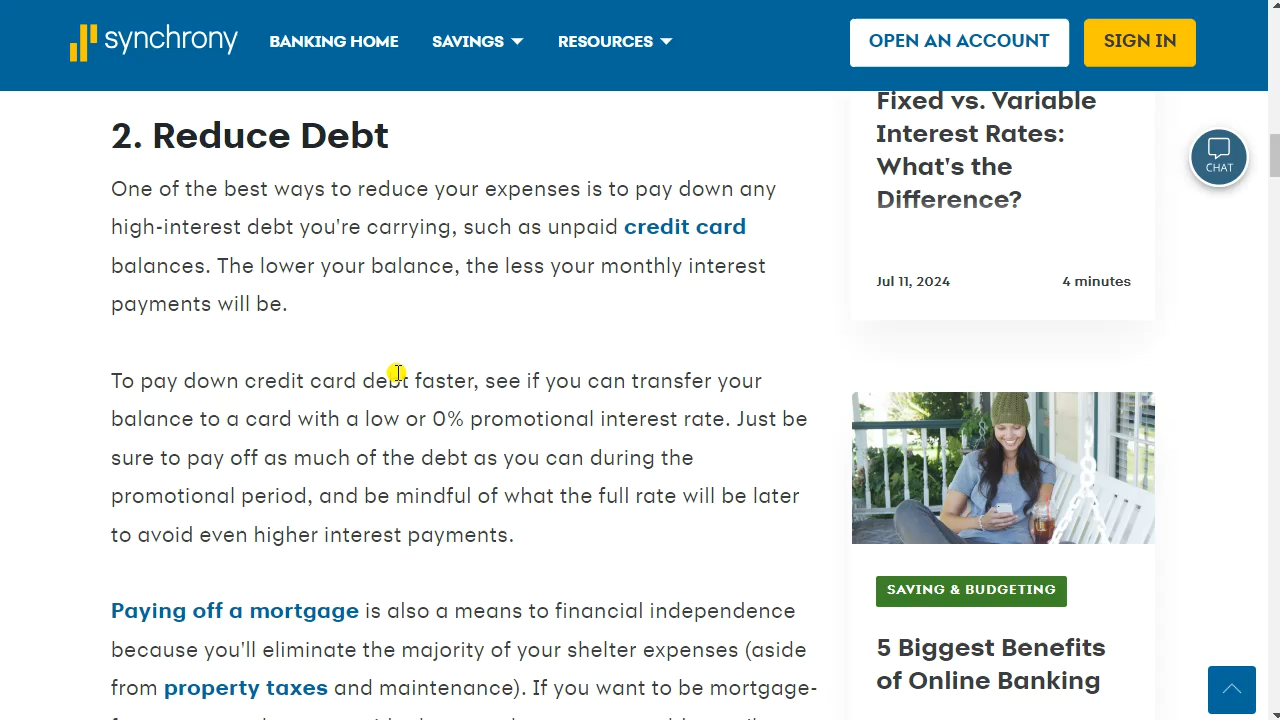 synchrony
BANKING HOME
SAVINGS
RESOURCES
OPEN AN ACCOUNT
SIGN IN
2. Reduce Debt
One of the best ways to reduce your expenses is to pay down any
high-interest debt you're carrying, such as unpaid credit card
balances. The lower your balance, the less your monthly interest
payments will be.
To pay down credit card debt faster, see if you can transfer your
balance to a card with a low or 0% promotional interest rate. Just be
sure to pay off as much of the debt as you can during the
promotional period, and be mindful of what the full rate will be later
to avoid even higher interest payments.
Paying off a mortgage is also a means to financial independence
because you'll eliminate the majority of your shelter expenses (aside
from property taxes and maintenance). If you want to be mortgage-
Fixed vs. Variable
Interest Rates:
What's the
Difference?
Jul 11, 2024
4 minutes
CHAT
SAVING & BUDGETING
5 Biggest Benefits
of Online Banking